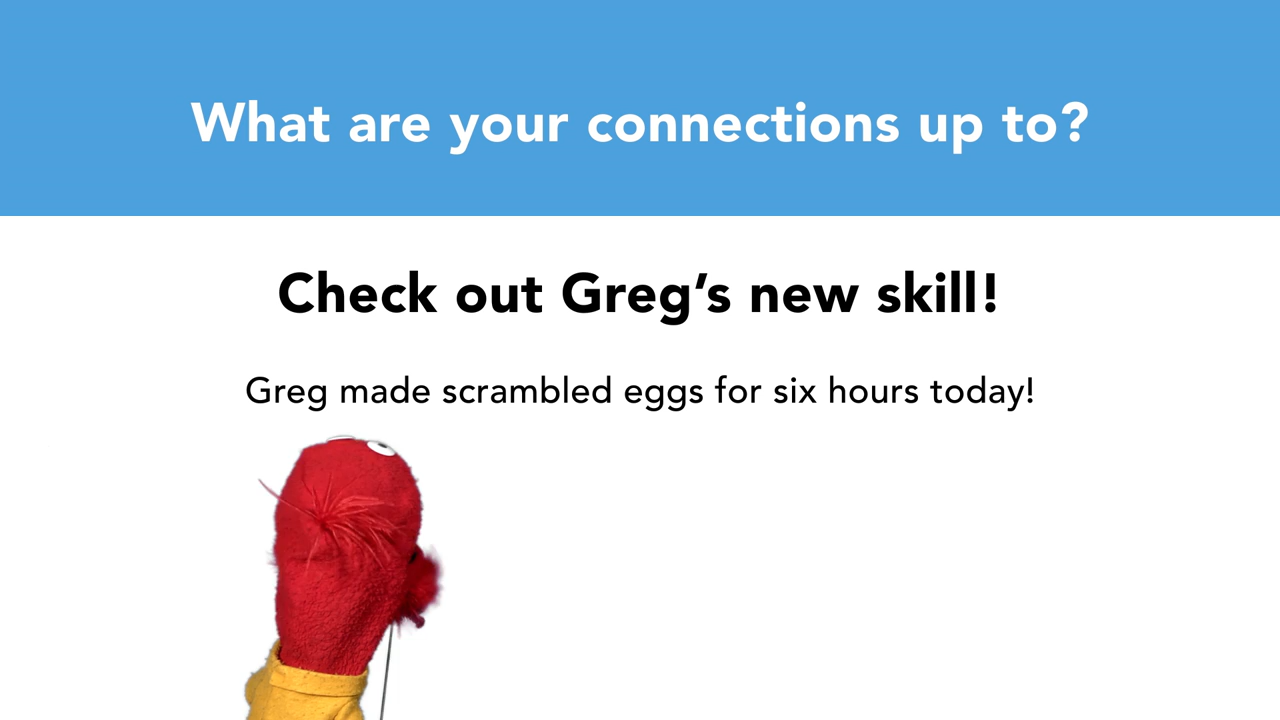 What are your connections up to?
Check out Greg’s new skill!
Greg made scrambled eggs for six hours today!